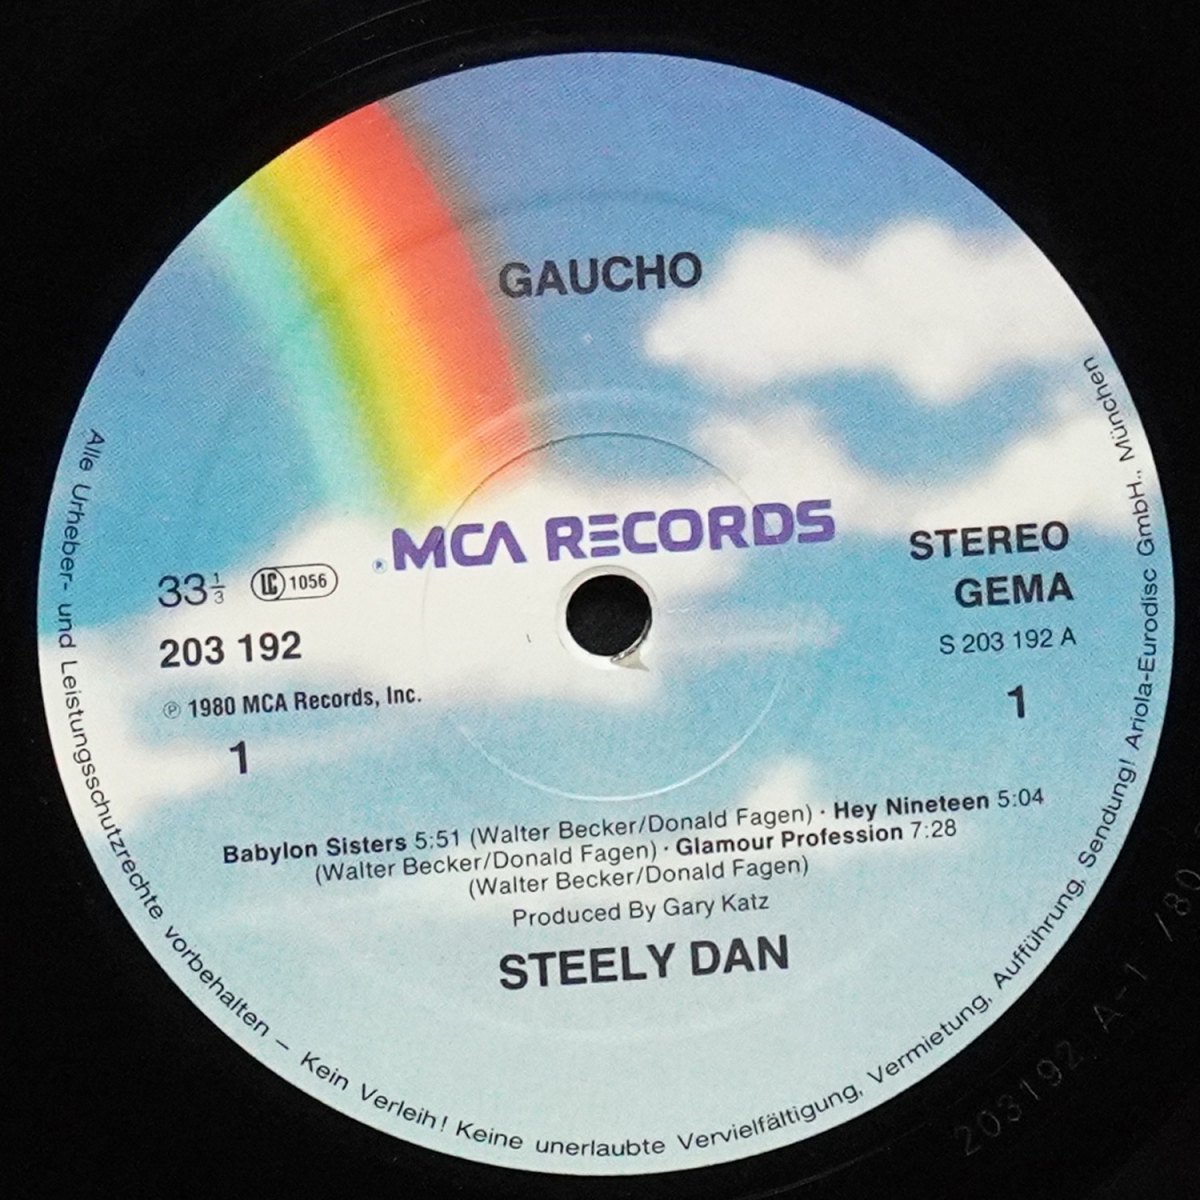 GAUCHO
MCA RECORDS
33 1/3 LC 1056
203 192
℗ 1980 MCA Records, Inc.
1
STEREO
GEMA
S 203 192 A
1
Babylon Sisters 5:51 (Walter Becker/Donald Fagen) · Hey Nineteen 5:04
(Walter Becker/Donald Fagen) · Glamour Profession 7:28
(Walter Becker/Donald Fagen)
Produced By Gary Katz
STEELY DAN
Alle Urheber- und Leistungsschutzrechte vorbehalten – Kein Verleih! Keine unerlaubte Vervielfältigung, Vermietung, Aufführung, Sendung! Ariola-Eurodisc GmbH., München
203192 A-1 /80